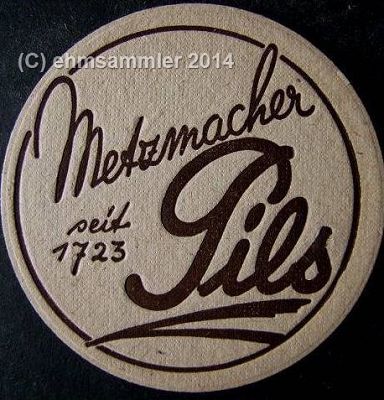 (C) ehmsammler 2014
Metzmacher
Pils
seit
1723